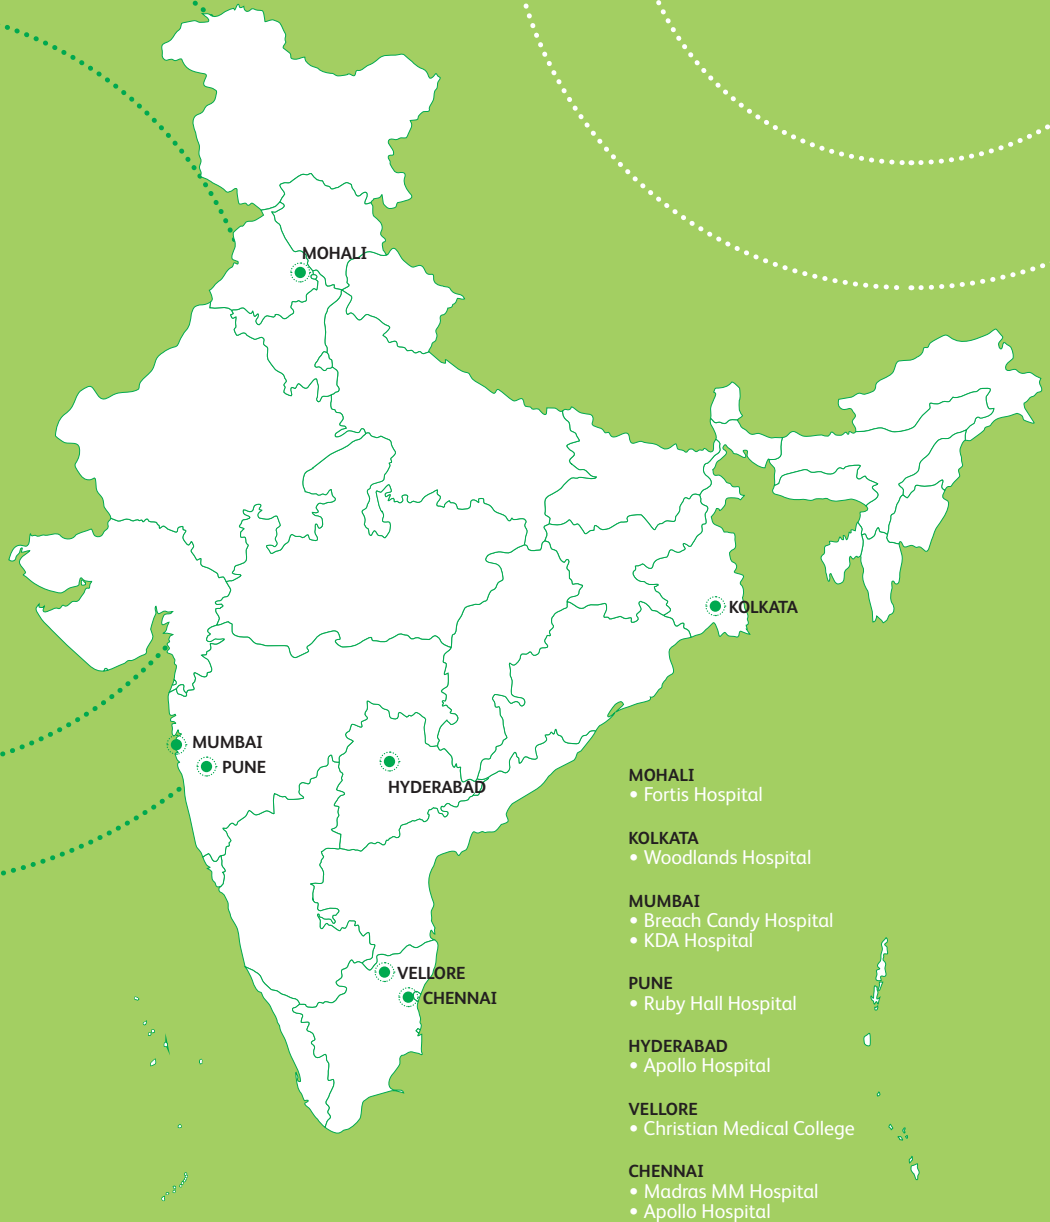 MOHALI
KOLKATA
MUMBAI
PUNE
HYDERABAD
VELLORE
CHENNAI
MOHALI
• Fortis Hospital
KOLKATA
• Woodlands Hospital
MUMBAI
• Breach Candy Hospital
• KDA Hospital
PUNE
• Ruby Hall Hospital
HYDERABAD
• Apollo Hospital
VELLORE
• Christian Medical College
CHENNAI
• Madras MM Hospital
• Apollo Hospital